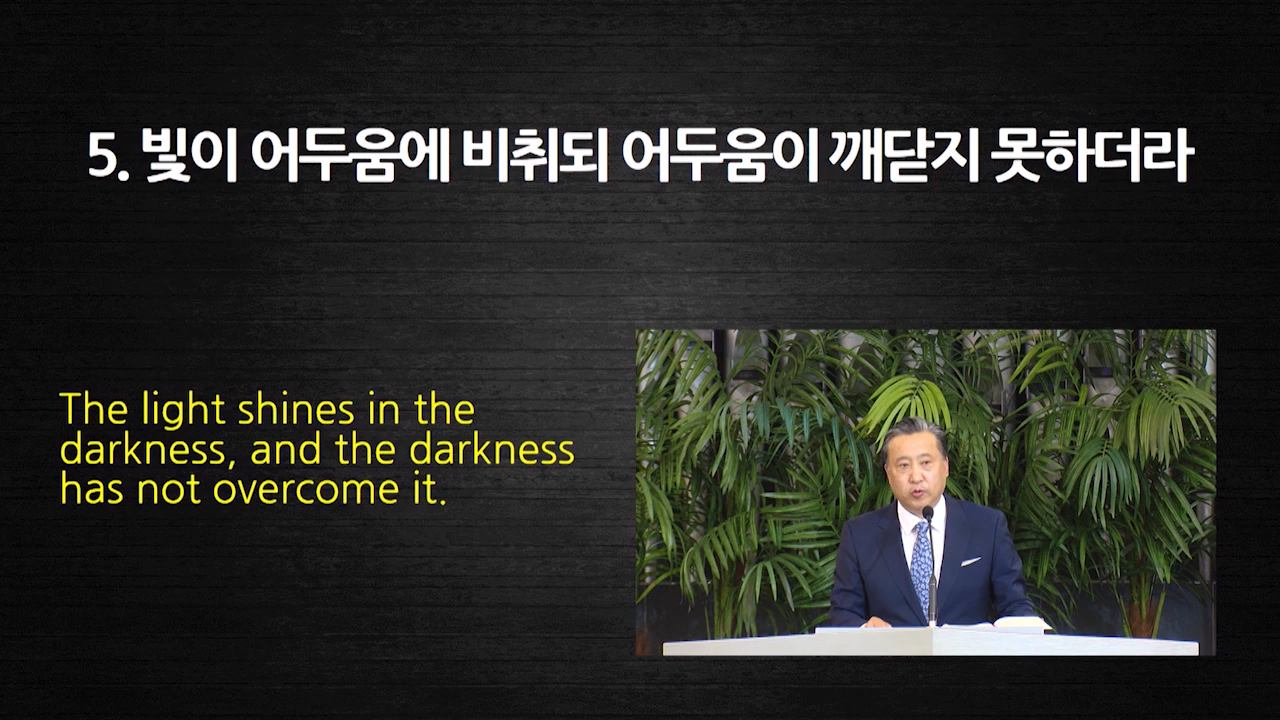 5. 빛이 어두움에 비취되 어두움이 깨닫지 못하더라
The light shines in the
darkness, and the darkness
has not overcome it.